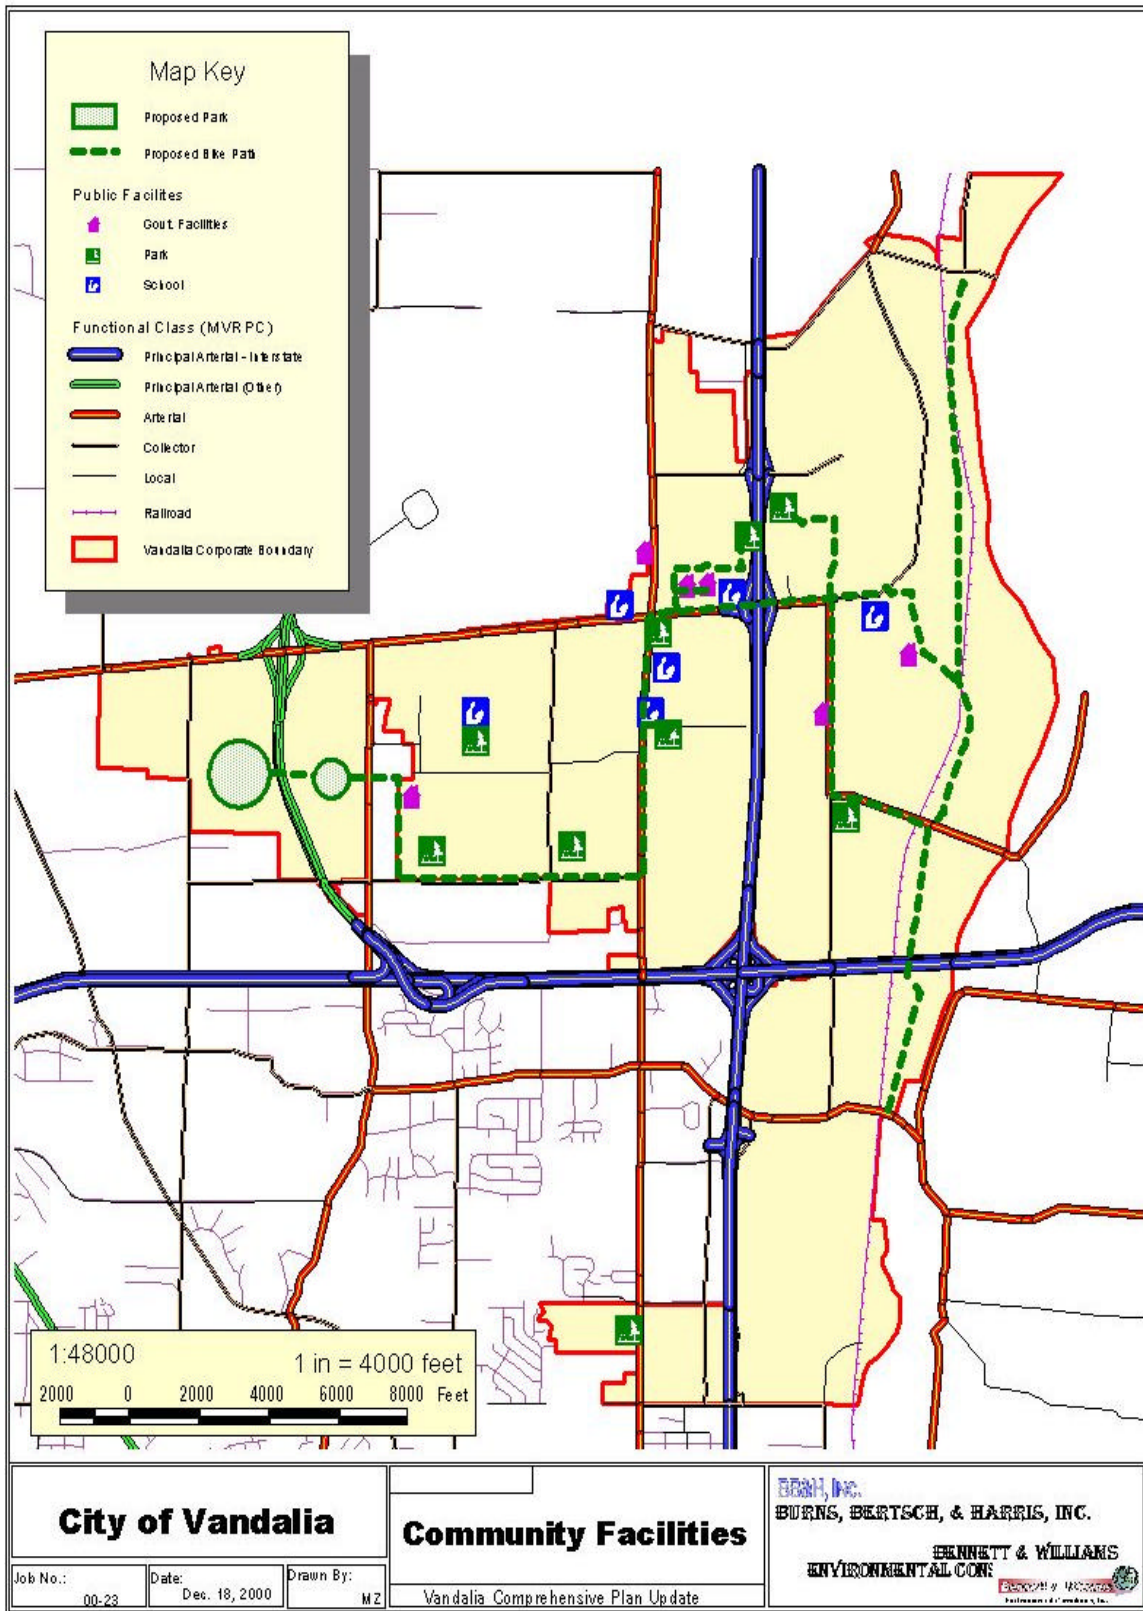 Map Key
Proposed Park
Proposed Bike Path
Public Facilites
Gout. Facilities
Park
School
Functional Class (MVRPC)
Principal Arterial - Interstate
Principal Arterial (Other)
Arterial
Collector
Local
Railroad
Vandalia Corporate Boundary
1:48000
1 in = 4000 feet
2000 0 2000 4000 6000 8000 Feet
City of Vandalia
Job No.: 00-23
Date: Dec. 18, 2000
Drawn By: MZ
Community Facilities
Vandalia Comprehensive Plan Update
BB&H, INC.
BURNS, BERTSCH, & HARRIS, INC.
BENNETT & WILLIAMS
ENVIRONMENTAL CON